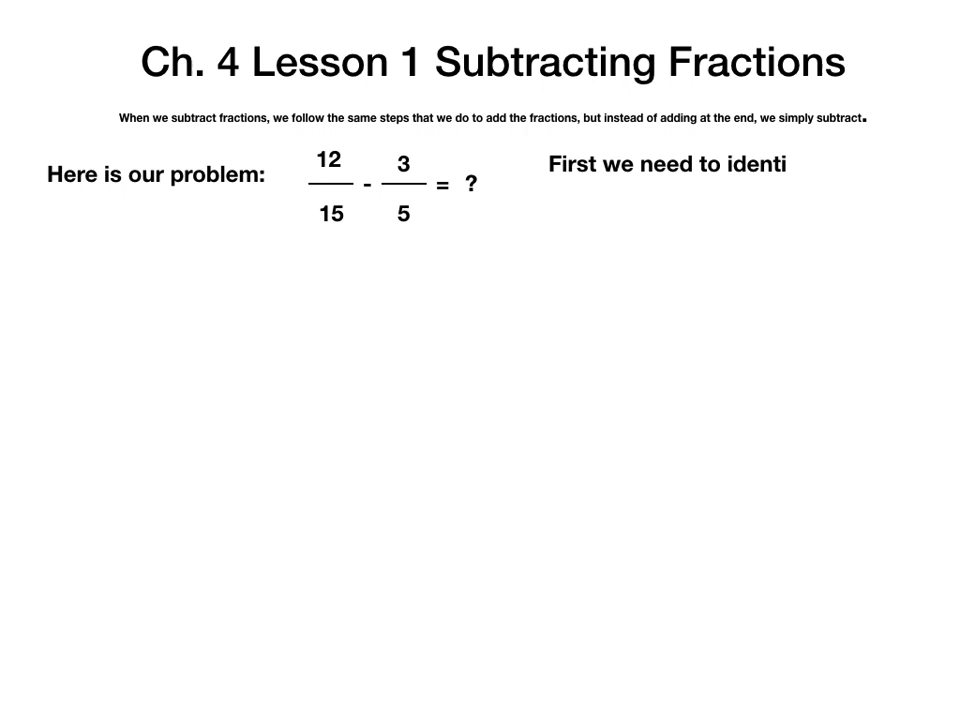 Ch. 4 Lesson 1 Subtracting Fractions
When we subtract fractions, we follow the same steps that we do to add the fractions, but instead of adding at the end, we simply subtract.
Here is our problem:
12 3
- = ?
15 5
First we need to identi